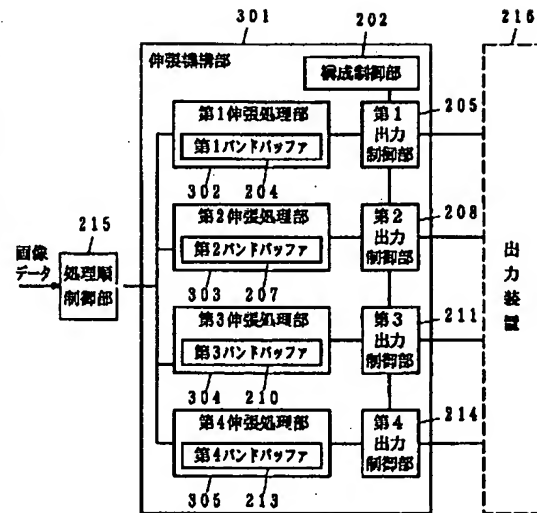 301
202
216
伸張機構部
構成制御部
第1伸張処理部
第1バンドバッファ
302
204
第1
出力
制御部
205
第2伸張処理部
第2バンドバッファ
303
207
第2
出力
制御部
208
215
画像
データ
処理順
制御部
第3伸張処理部
第3バンドバッファ
304
210
第3
出力
制御部
211
第4伸張処理部
第4バンドバッファ
305
213
第4
出力
制御部
214
出力装置